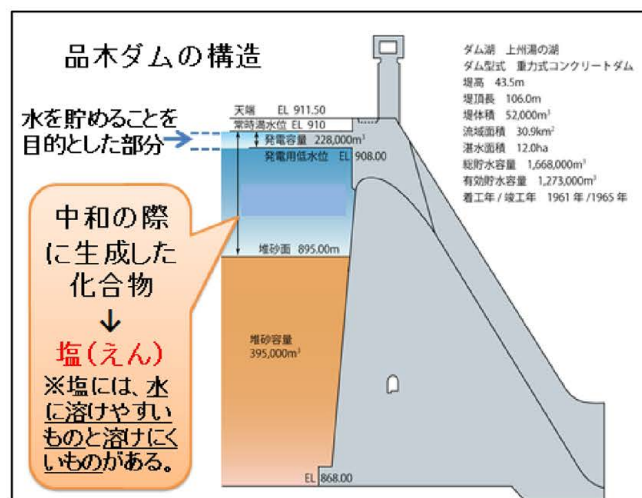 品木ダムの構造
水を貯めることを
目的とした部分
天端 EL 911.50
常時満水位 EL 910
発電容量 228,000m³
発電用低水位 EL 908.00
堆砂面 895.00m
堆砂容量
395,000m³
EL 868.00
中和の際
に生成した
化合物
↓
塩(えん)
※塩には、水
に溶けやすい
ものと溶けにく
いものがある。
ダム湖 上州湯の湖
ダム型式 重力式コンクリートダム
堤高 43.5m
堤頂長 106.0m
堤体積 52,000m³
流域面積 30.9k㎡
湛水面積 12.0ha
総貯水容量 1,668,000m³
有効貯水容量 1,273,000m³
着工年 / 竣工年 1961 年 /1965 年